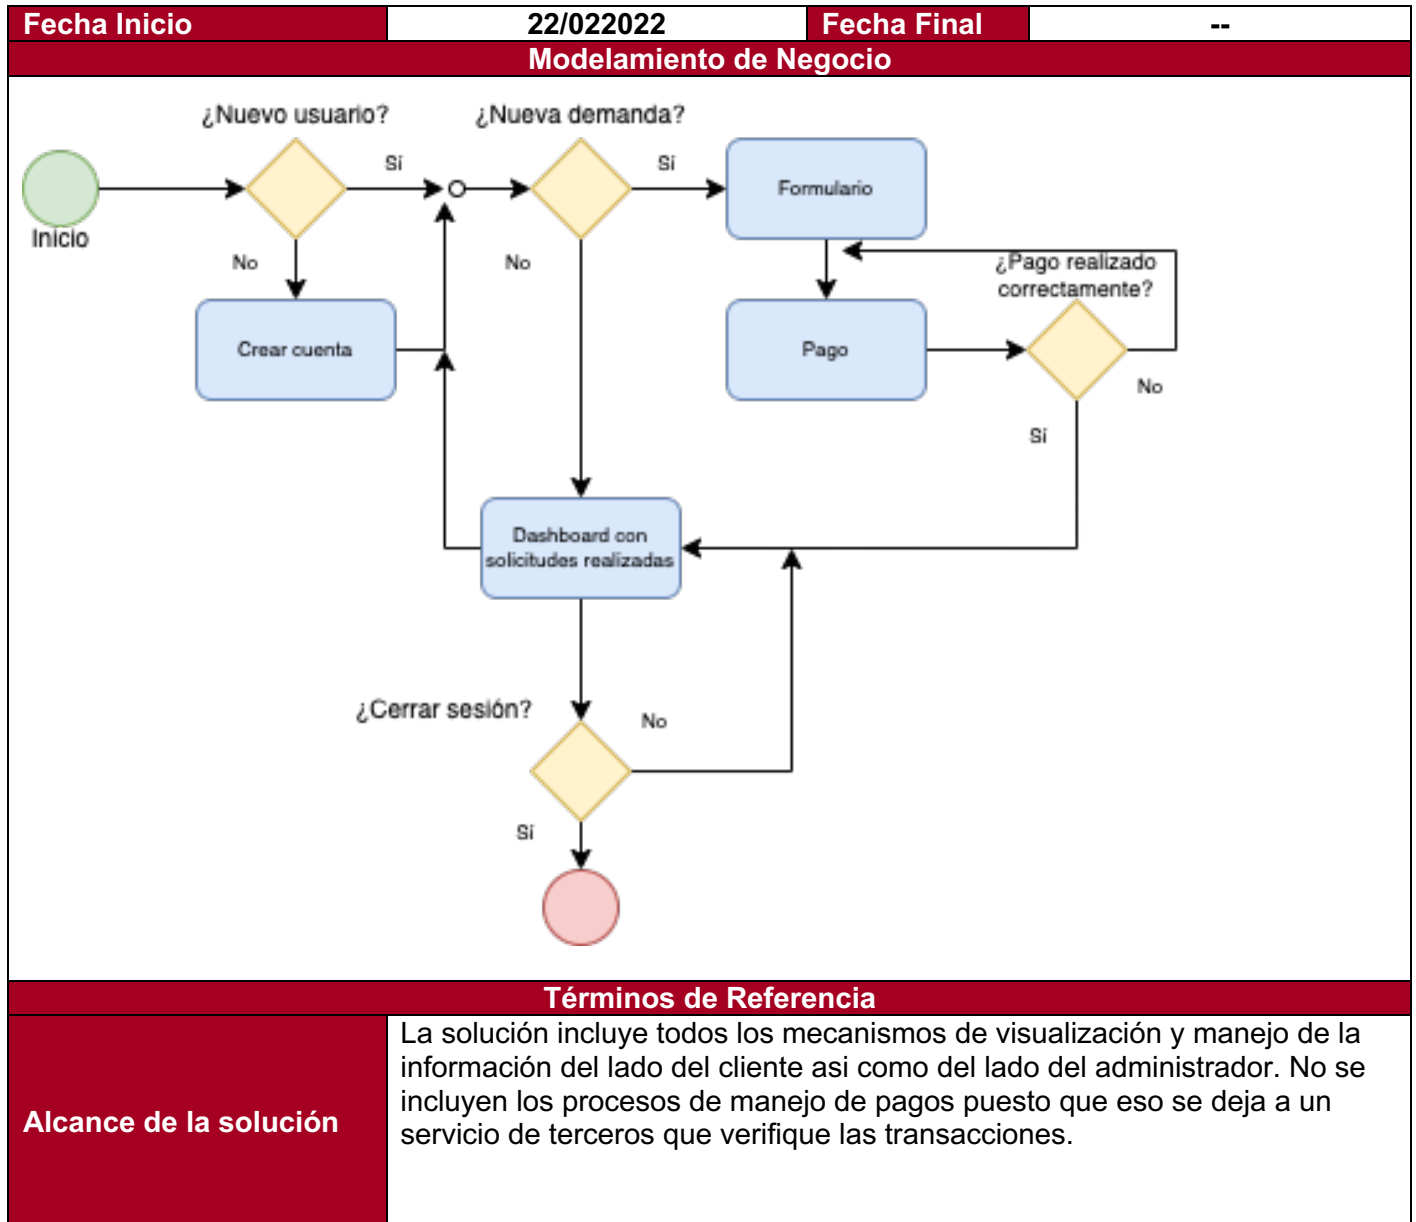 Fecha Inicio
22/022022
Fecha Final
--
Modelamiento de Negocio
¿Nuevo usuario?
¿Nueva demanda?
Sí
Sí
Formulario
Inicio
No
No
¿Pago realizado
correctamente?
Crear cuenta
Pago
No
Sí
Dashboard con
solicitudes realizadas
¿Cerrar sesión?
No
Sí
Términos de Referencia
Alcance de la solución
La solución incluye todos los mecanismos de visualización y manejo de la
información del lado del cliente asi como del lado del administrador. No se
incluyen los procesos de manejo de pagos puesto que eso se deja a un
servicio de terceros que verifique las transacciones.